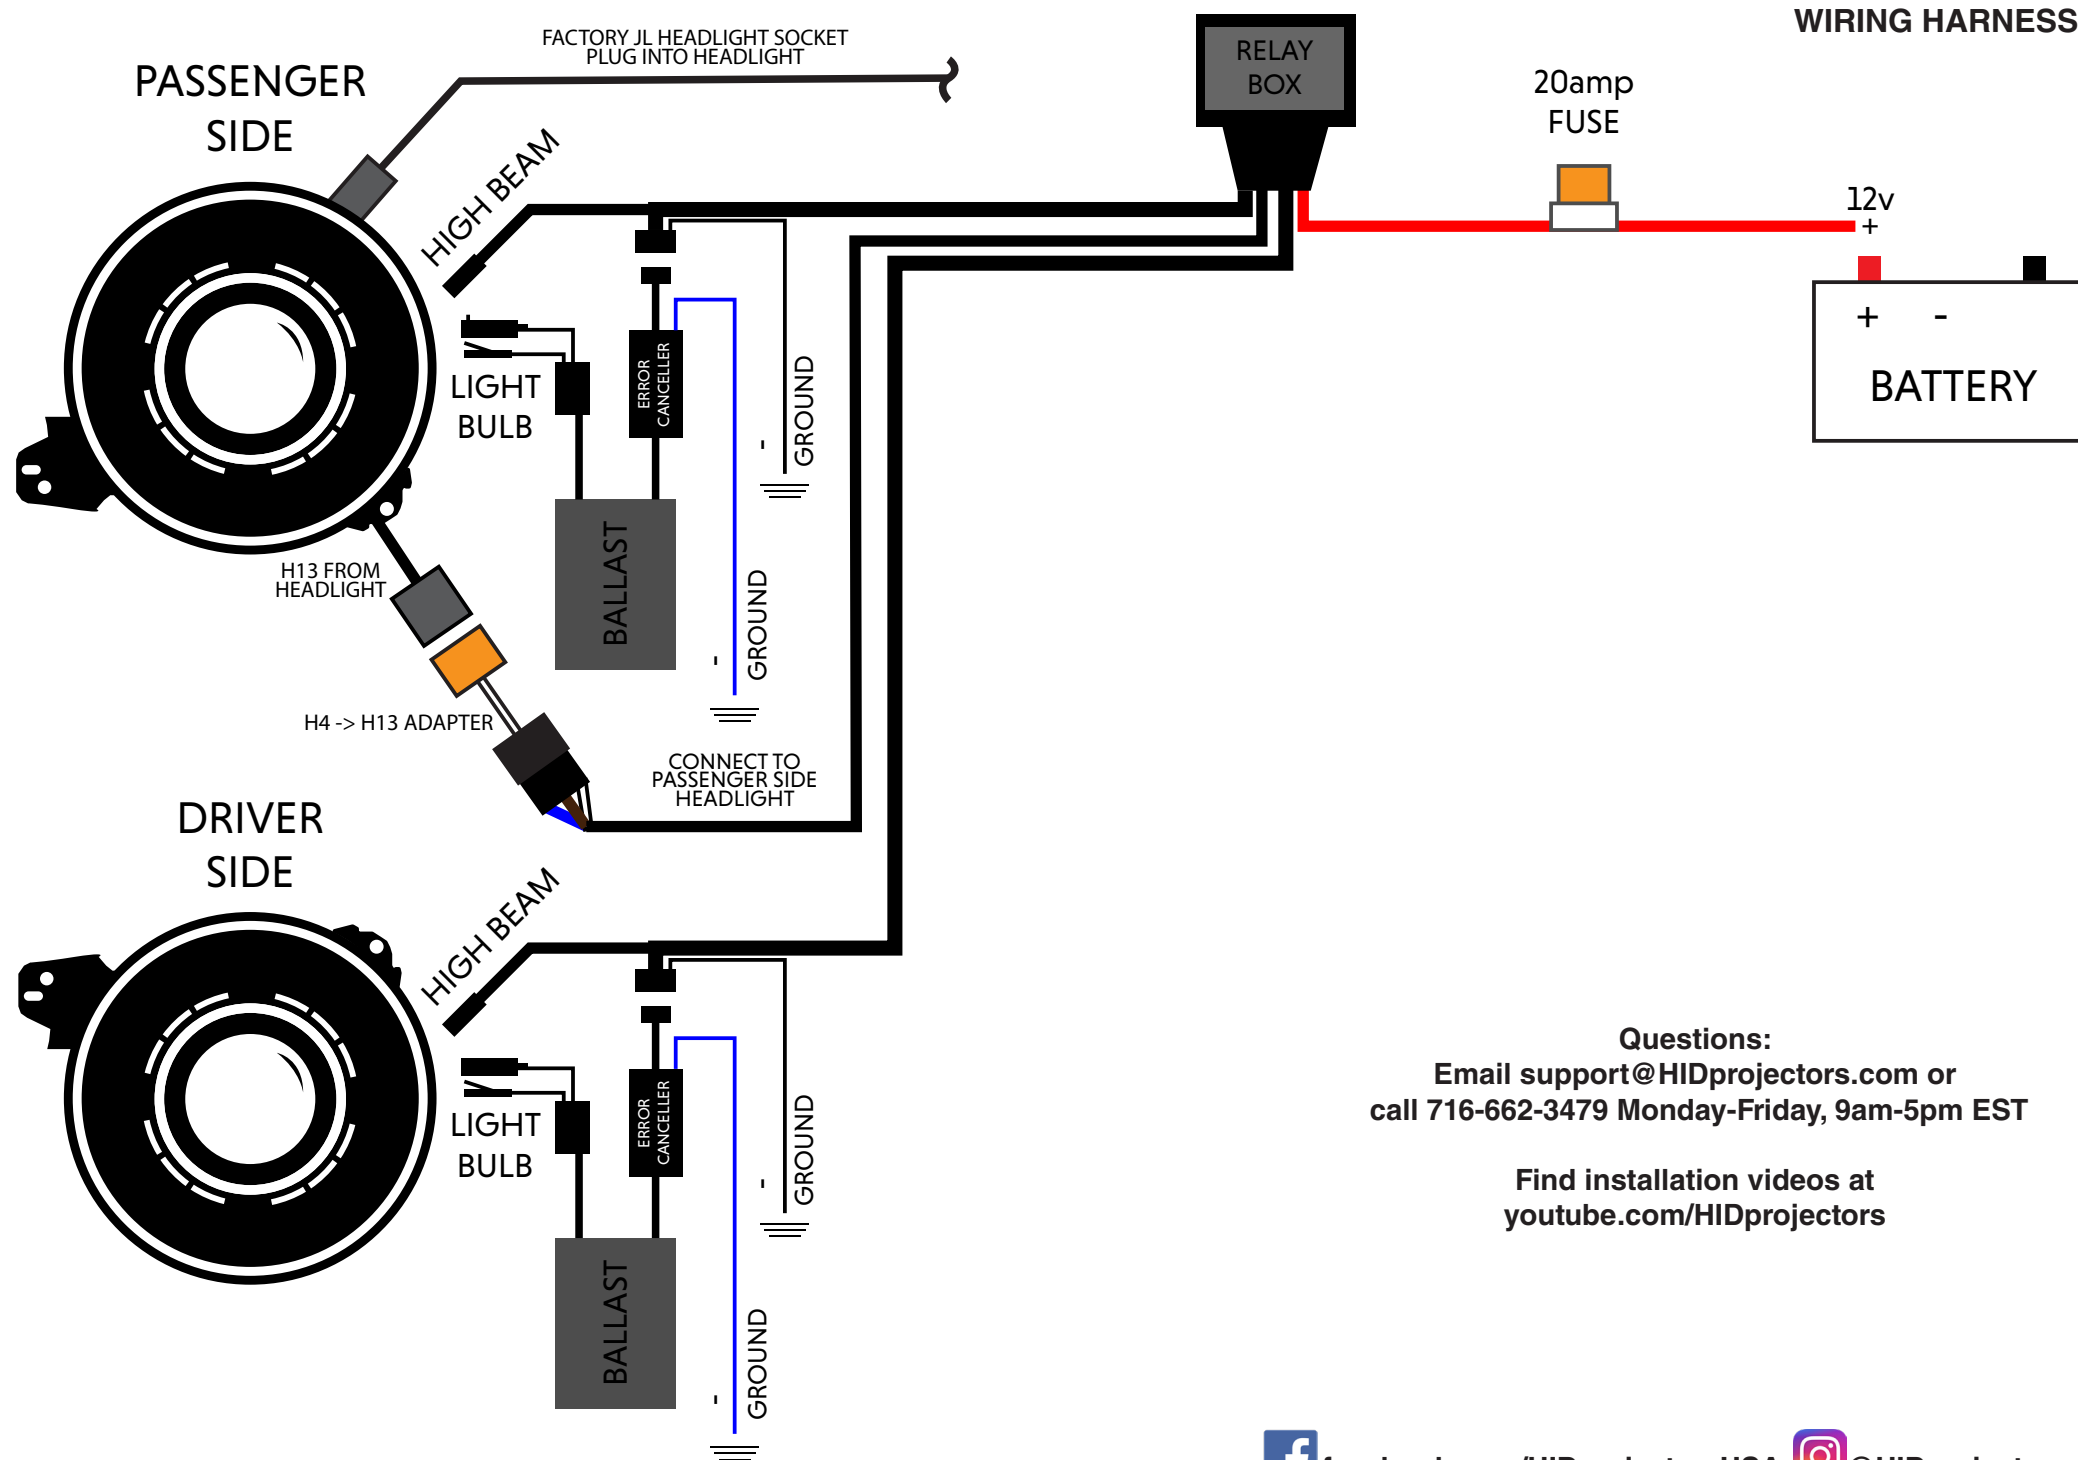 WIRING HARNESS
FACTORY JL HEADLIGHT SOCKET
PLUG INTO HEADLIGHT
PASSENGER
SIDE
RELAY
BOX
20amp
FUSE
12v
+
HIGH BEAM
+ -
BATTERY
LIGHT
BULB
ERROR
CANCELLER
-
GROUND
BALLAST
-
GROUND
H13 FROM
HEADLIGHT
H4 -> H13 ADAPTER
CONNECT TO
PASSENGER SIDE
HEADLIGHT
DRIVER
SIDE
HIGH BEAM
LIGHT
BULB
ERROR
CANCELLER
-
GROUND
BALLAST
-
GROUND
Questions:
Email support@HIDprojectors.com or
call 716-662-3479 Monday-Friday, 9am-5pm EST
Find installation videos at
youtube.com/HIDprojectors